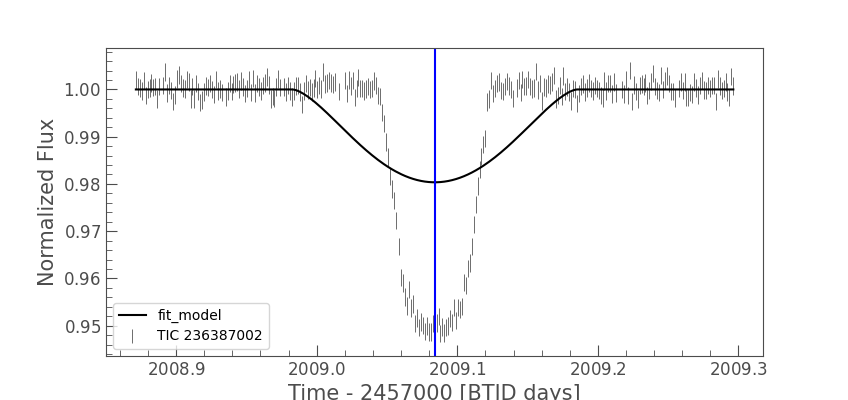 Normalized Flux
1.00
0.99
0.98
0.97
0.96
0.95
fit_model
TIC 236387002
2008.9 2009.0 2009.1 2009.2 2009.3
Time - 2457000 [BTJD days]